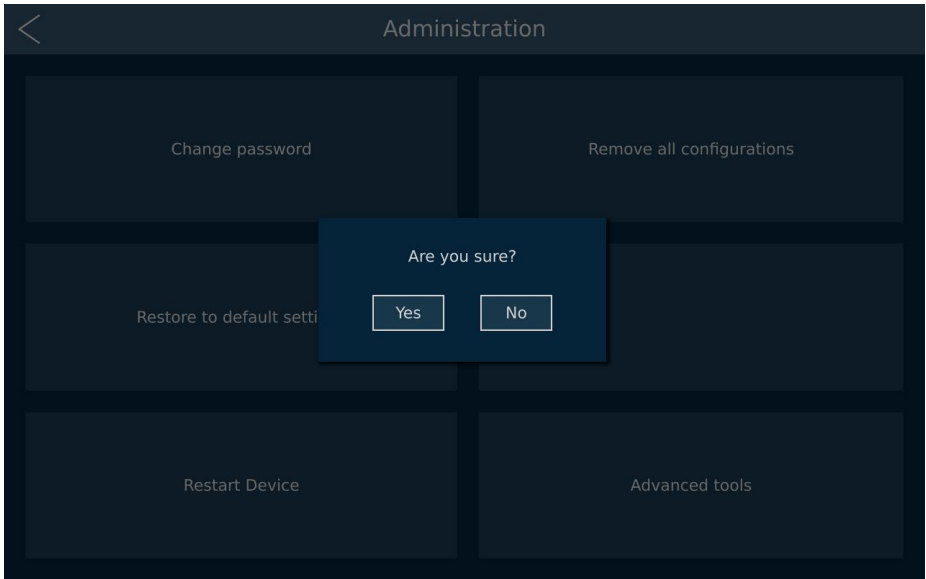 Administration
Change password
Remove all configurations
Are you sure?
Yes No
Restore to default setti
Restart Device
Advanced tools